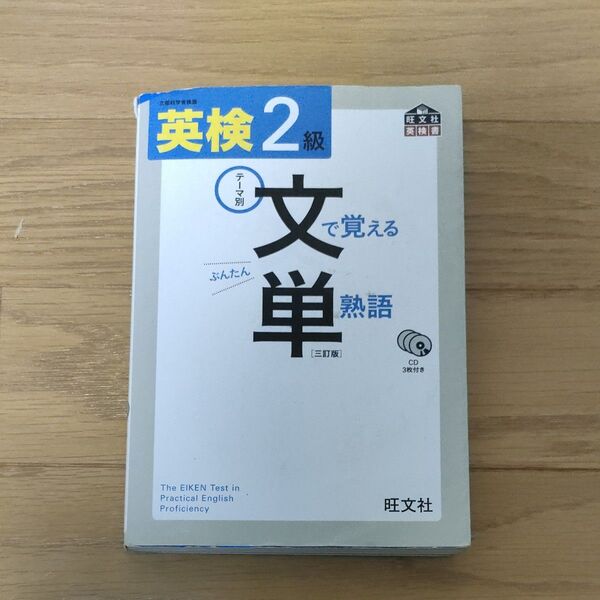 文部科学省後援
英検2級
旺文社
英検書
テーマ別
文で覚える
ぶんたん
単熟語
[三訂版]
CD
3枚付き
The EIKEN Test in
Practical English
Proficiency
旺文社